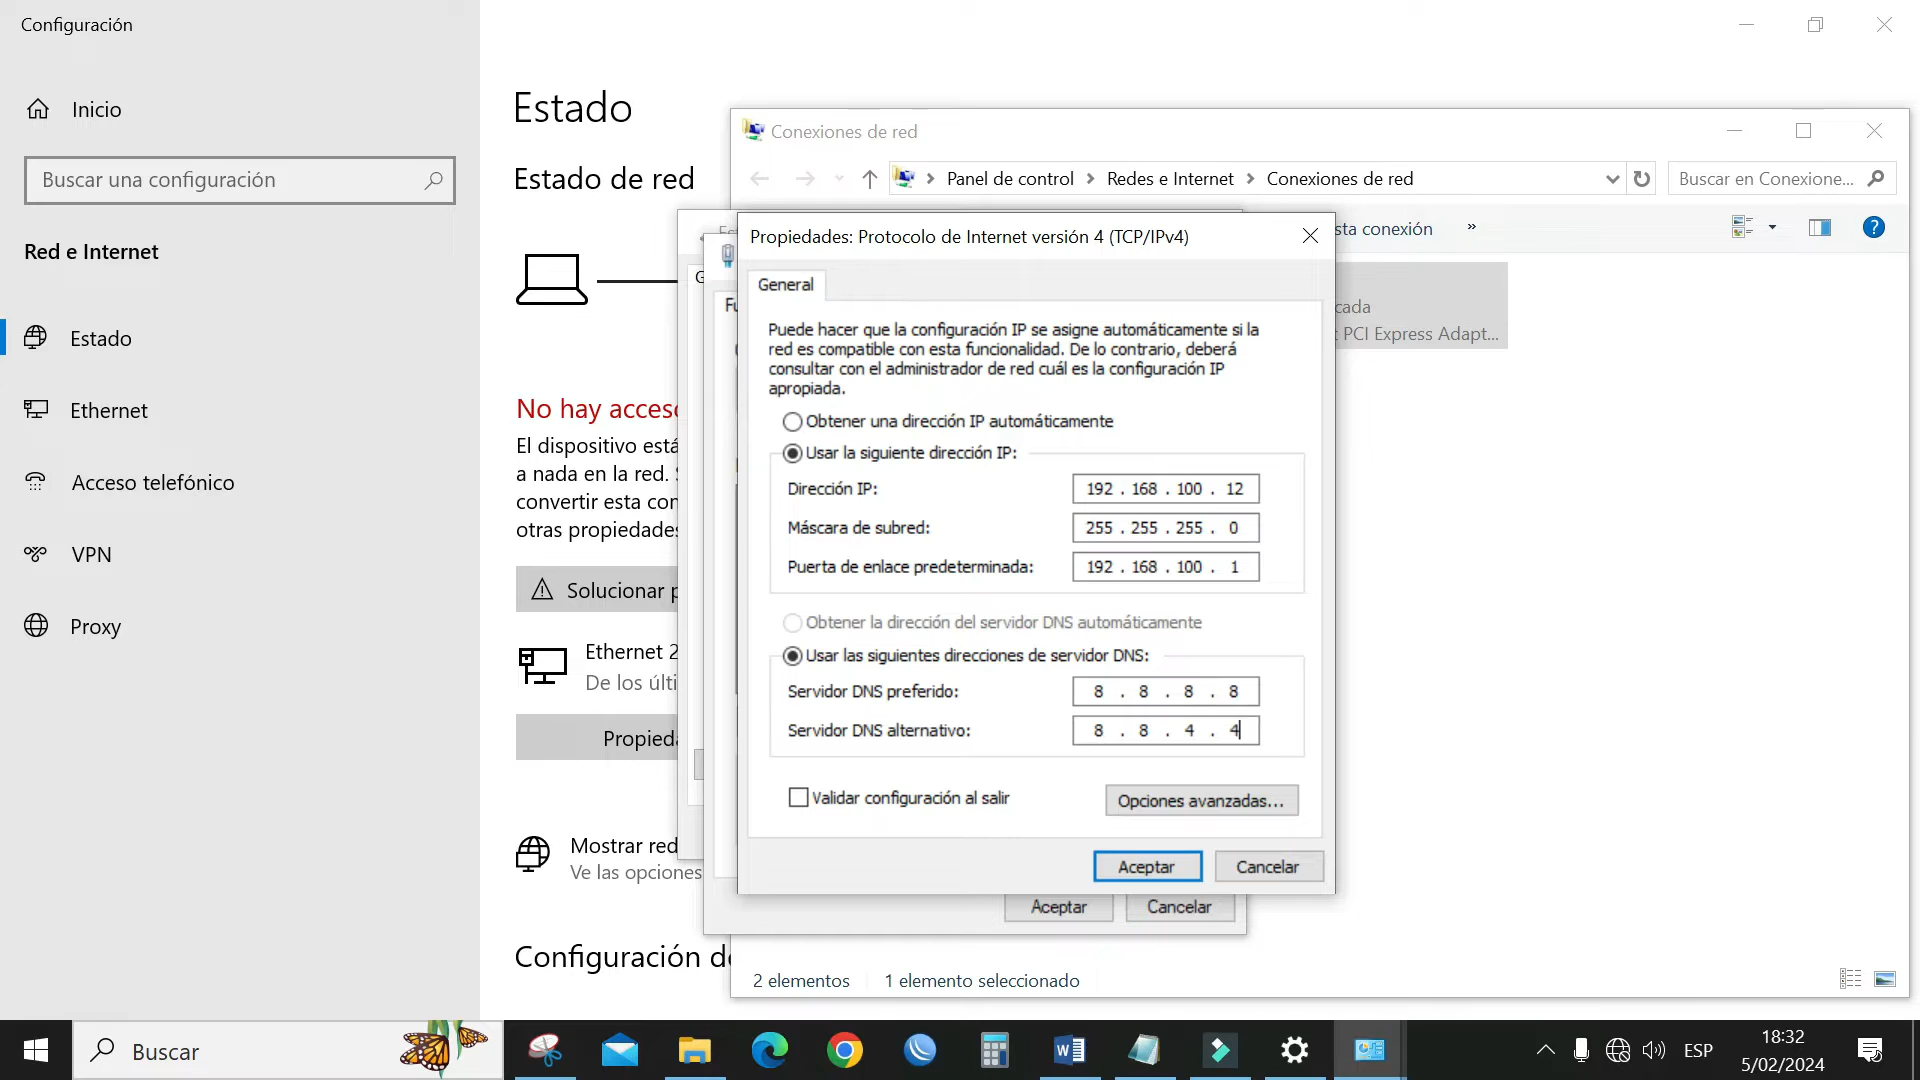 Configuración
Inicio
Buscar una configuración
Red e Internet
Estado
Ethernet
Acceso telefónico
VPN
Proxy
Estado
Estado de red
No hay acceso
El dispositivo está
a nada en la red.
convertir esta con
otras propiedades
Solucionar p
Ethernet 2
De los últi
Propieda
Mostrar red
Ve las opciones
Configuración de
Conexiones de red
Panel de control
Redes e Internet
Conexiones de red
Buscar en Conexione...
sta conexión
»
cada
t PCI Express Adapt...
Es
G
Fu
Propiedades: Protocolo de Internet versión 4 (TCP/IPv4)
General
Puede hacer que la configuración IP se asigne automáticamente si la
red es compatible con esta funcionalidad. De lo contrario, deberá
consultar con el administrador de red cuál es la configuración IP
apropiada.
Obtener una dirección IP automáticamente
Usar la siguiente dirección IP:
Dirección IP: 192 . 168 . 100 . 12
Máscara de subred: 255 . 255 . 255 . 0
Puerta de enlace predeterminada: 192 . 168 . 100 . 1
Obtener la dirección del servidor DNS automáticamente
Usar las siguientes direcciones de servidor DNS:
Servidor DNS preferido: 8 . 8 . 8 . 8
Servidor DNS alternativo: 8 . 8 . 4 . 4
Validar configuración al salir
Opciones avanzadas...
Aceptar
Cancelar
Aceptar
Cancelar
2 elementos
1 elemento seleccionado
Buscar
ESP
18:32
5/02/2024